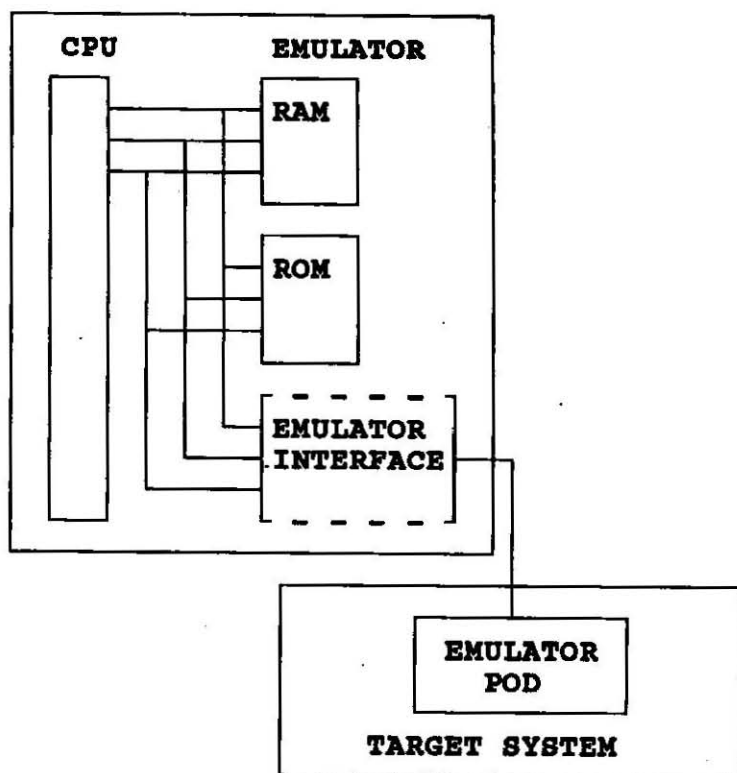 CPU
EMULATOR
RAM
ROM
EMULATOR
INTERFACE
EMULATOR
POD
TARGET SYSTEM